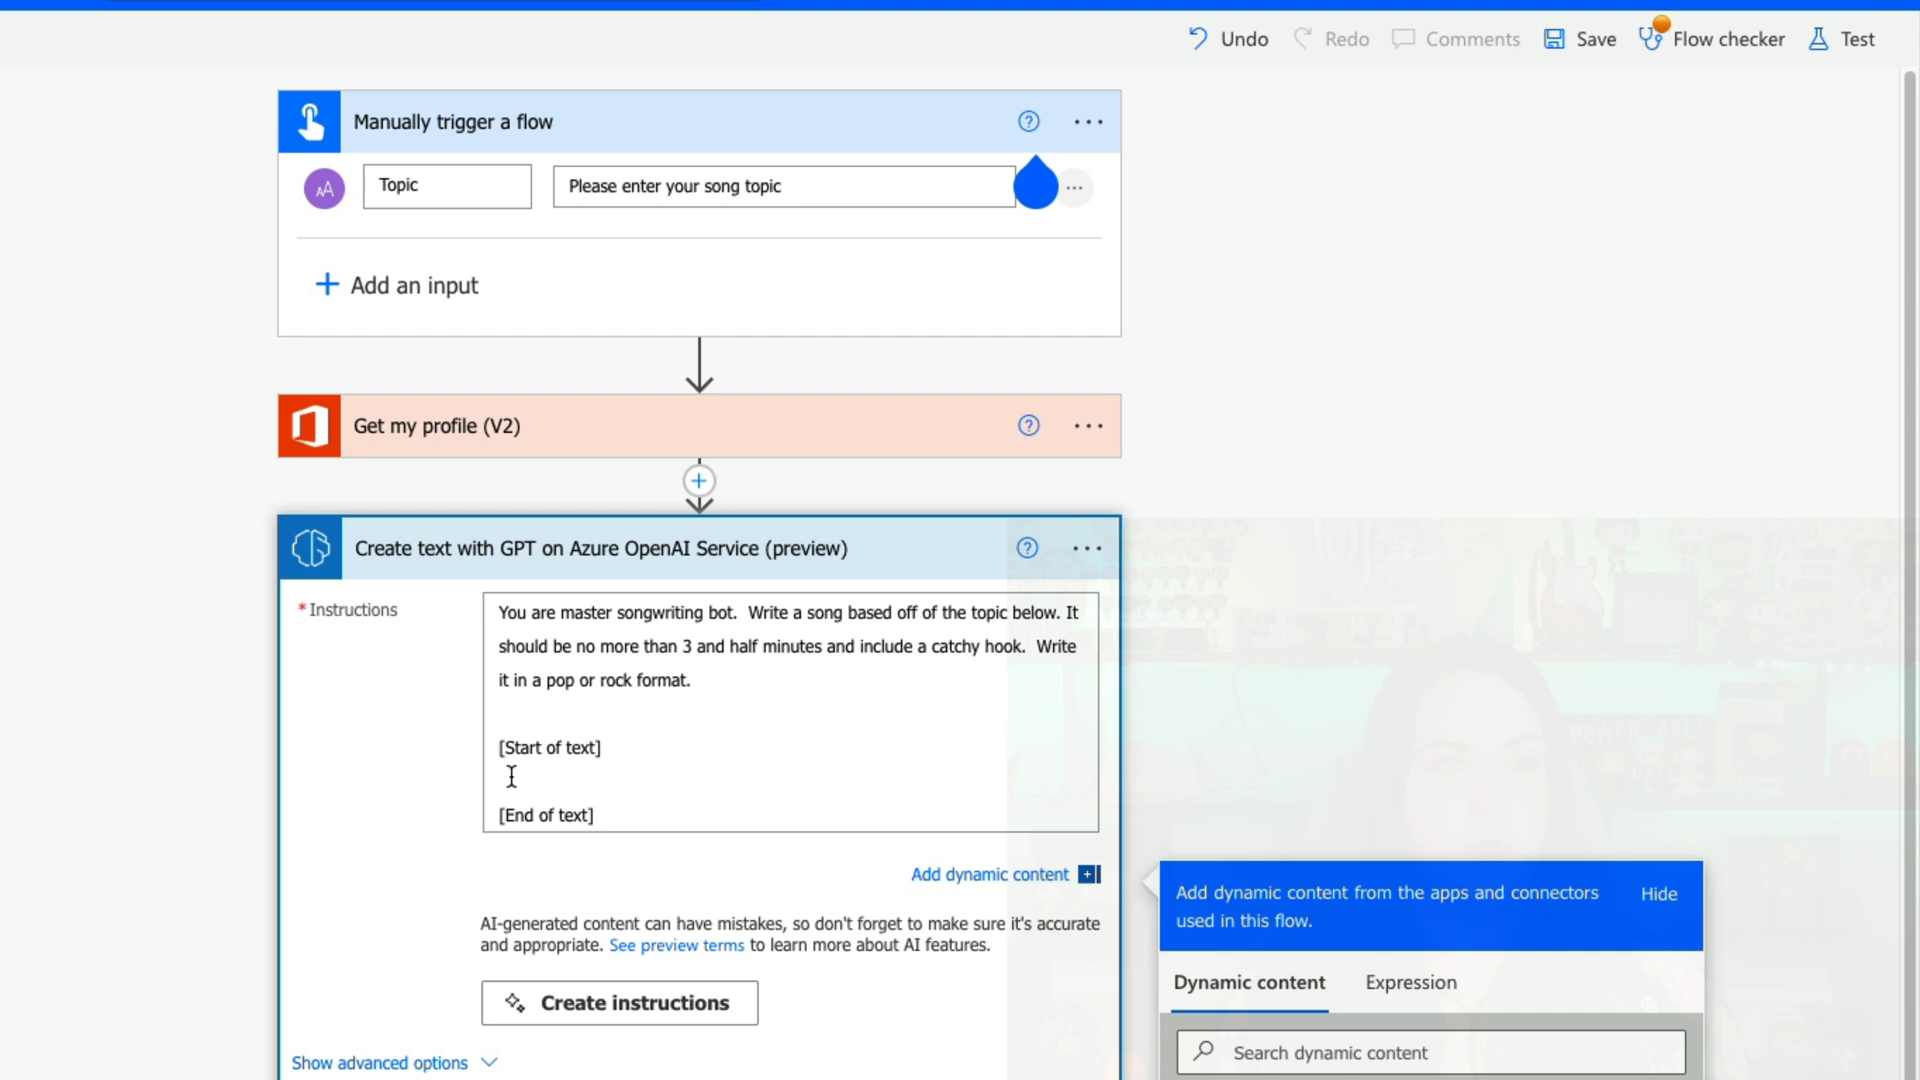 Undo Redo Comments Save Flow checker Test
Manually trigger a flow
AA Topic Please enter your song topic
Add an input
Get my profile (V2)
Create text with GPT on Azure OpenAI Service (preview)
* Instructions
You are master songwriting bot.  Write a song based off of the topic below. It
should be no more than 3 and half minutes and include a catchy hook.  Write
it in a pop or rock format.
[Start of text]
[End of text]
Add dynamic content
AI-generated content can have mistakes, so don't forget to make sure it's accurate
and appropriate. See preview terms to learn more about AI features.
Create instructions
Show advanced options
POWER APPS
Add dynamic content from the apps and connectors
used in this flow.
Hide
Dynamic content Expression
Search dynamic content